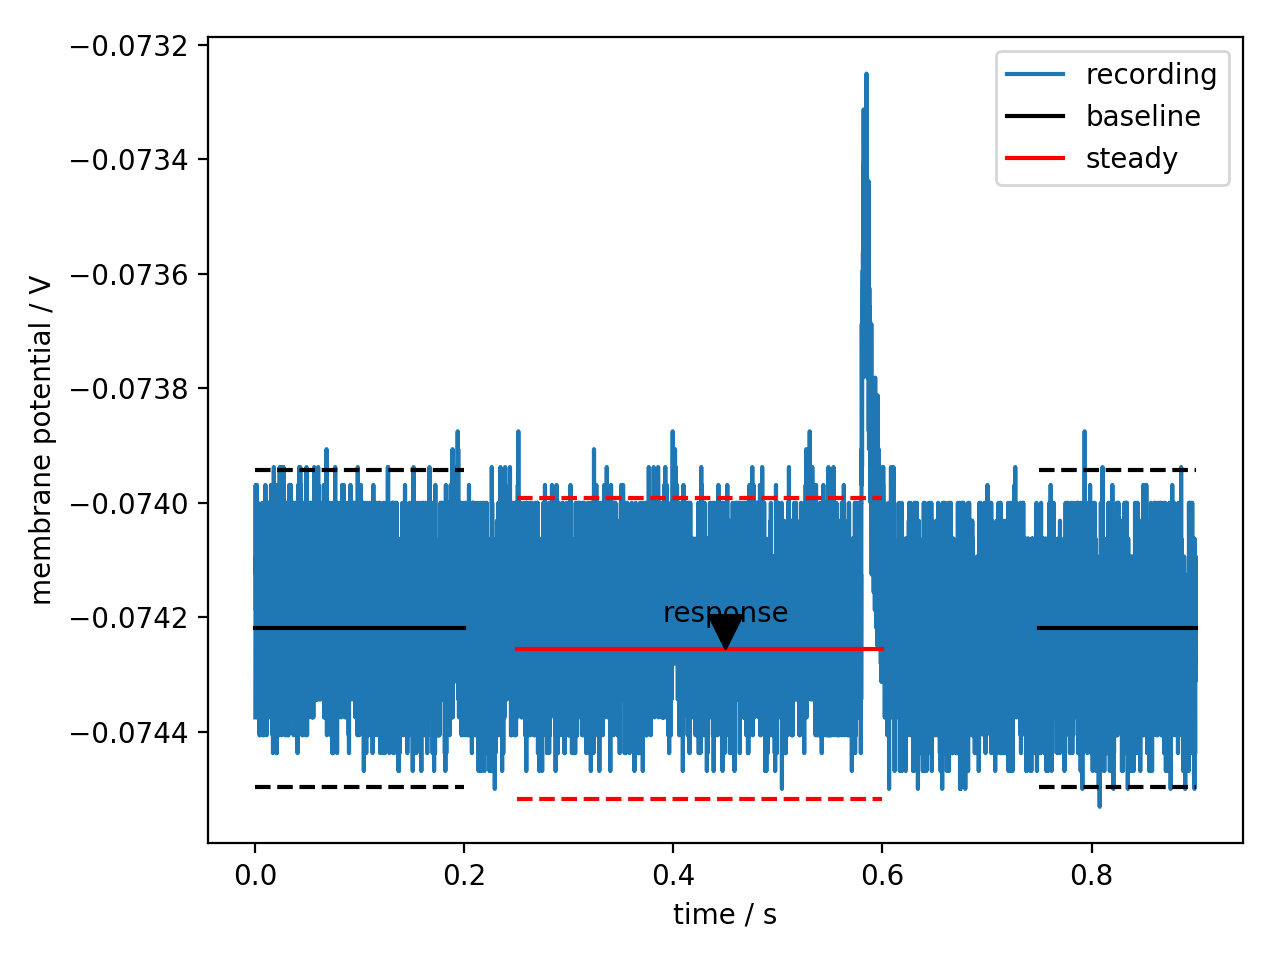 −0.0732
−0.0734
−0.0736
−0.0738
−0.0740
−0.0742
−0.0744
membrane potential / V
recording
baseline
steady
response
0.0
0.2
0.4
0.6
0.8
time / s